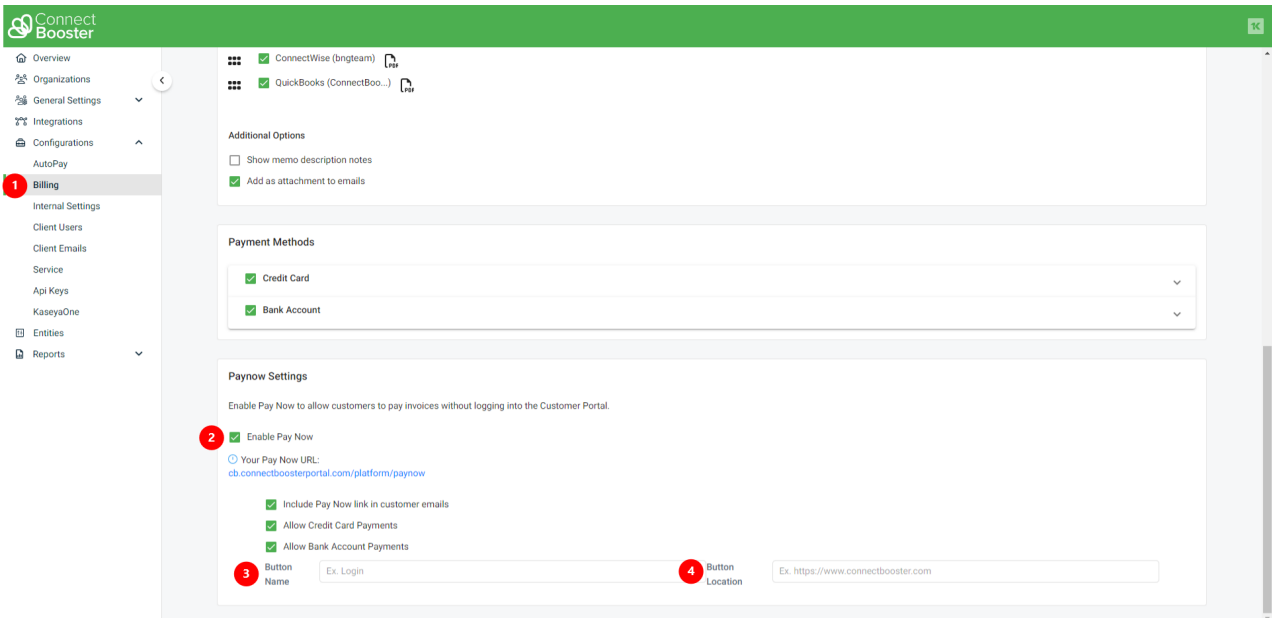 Connect
Booster
1K
Overview
Organizations
General Settings
Integrations
Configurations
AutoPay
1 Billing
Internal Settings
Client Users
Client Emails
Service
Api Keys
KaseyaOne
Entities
Reports
ConnectWise (bngteam) PDF
QuickBooks (ConnectBoo...) PDF
Additional Options
Show memo description notes
Add as attachment to emails
Payment Methods
Credit Card
Bank Account
Paynow Settings
Enable Pay Now to allow customers to pay invoices without logging into the Customer Portal.
2 Enable Pay Now
Your Pay Now URL:
cb.connectboosterportal.com/platform/paynow
Include Pay Now link in customer emails
Allow Credit Card Payments
Allow Bank Account Payments
3 Button Name Ex. Login
4 Button Location Ex. https://www.connectbooster.com